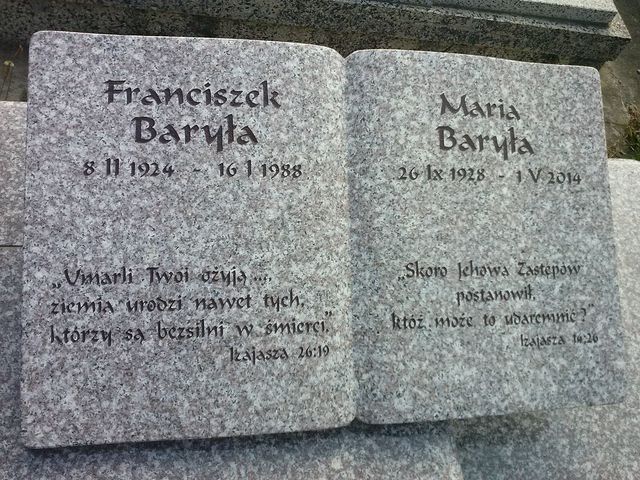 Franciszek
Baryła
8 II 1924 - 16 I 1988
„Umarli Twoi ożyją...,
ziemia urodzi nawet tych,
którzy są bezsilni w śmierci.”
Izajasza 26:19
Maria
Baryła
26 Ix 1928 - 1 V 2014
„Skoro Jehowa Zastępów
postanowił,
któż może to udaremnić?”
Izajasza 14:26